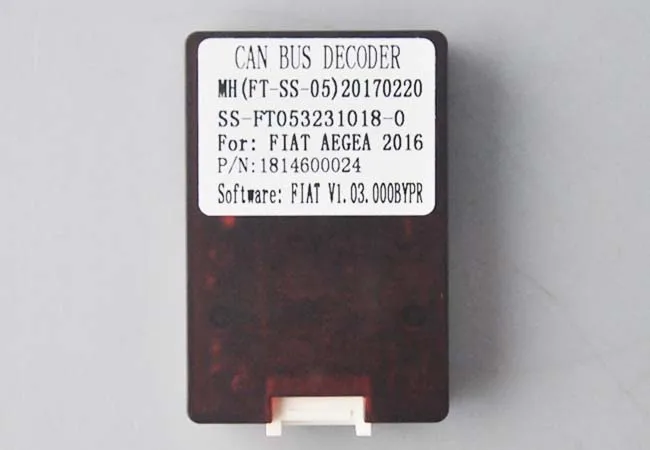 CAN BUS DECODER
MH(FT-SS-05)20170220
SS-FT053231018-0
For: FIAT AEGEA 2016
P/N:1814600024
Software: FIAT V1.03.000BYPR